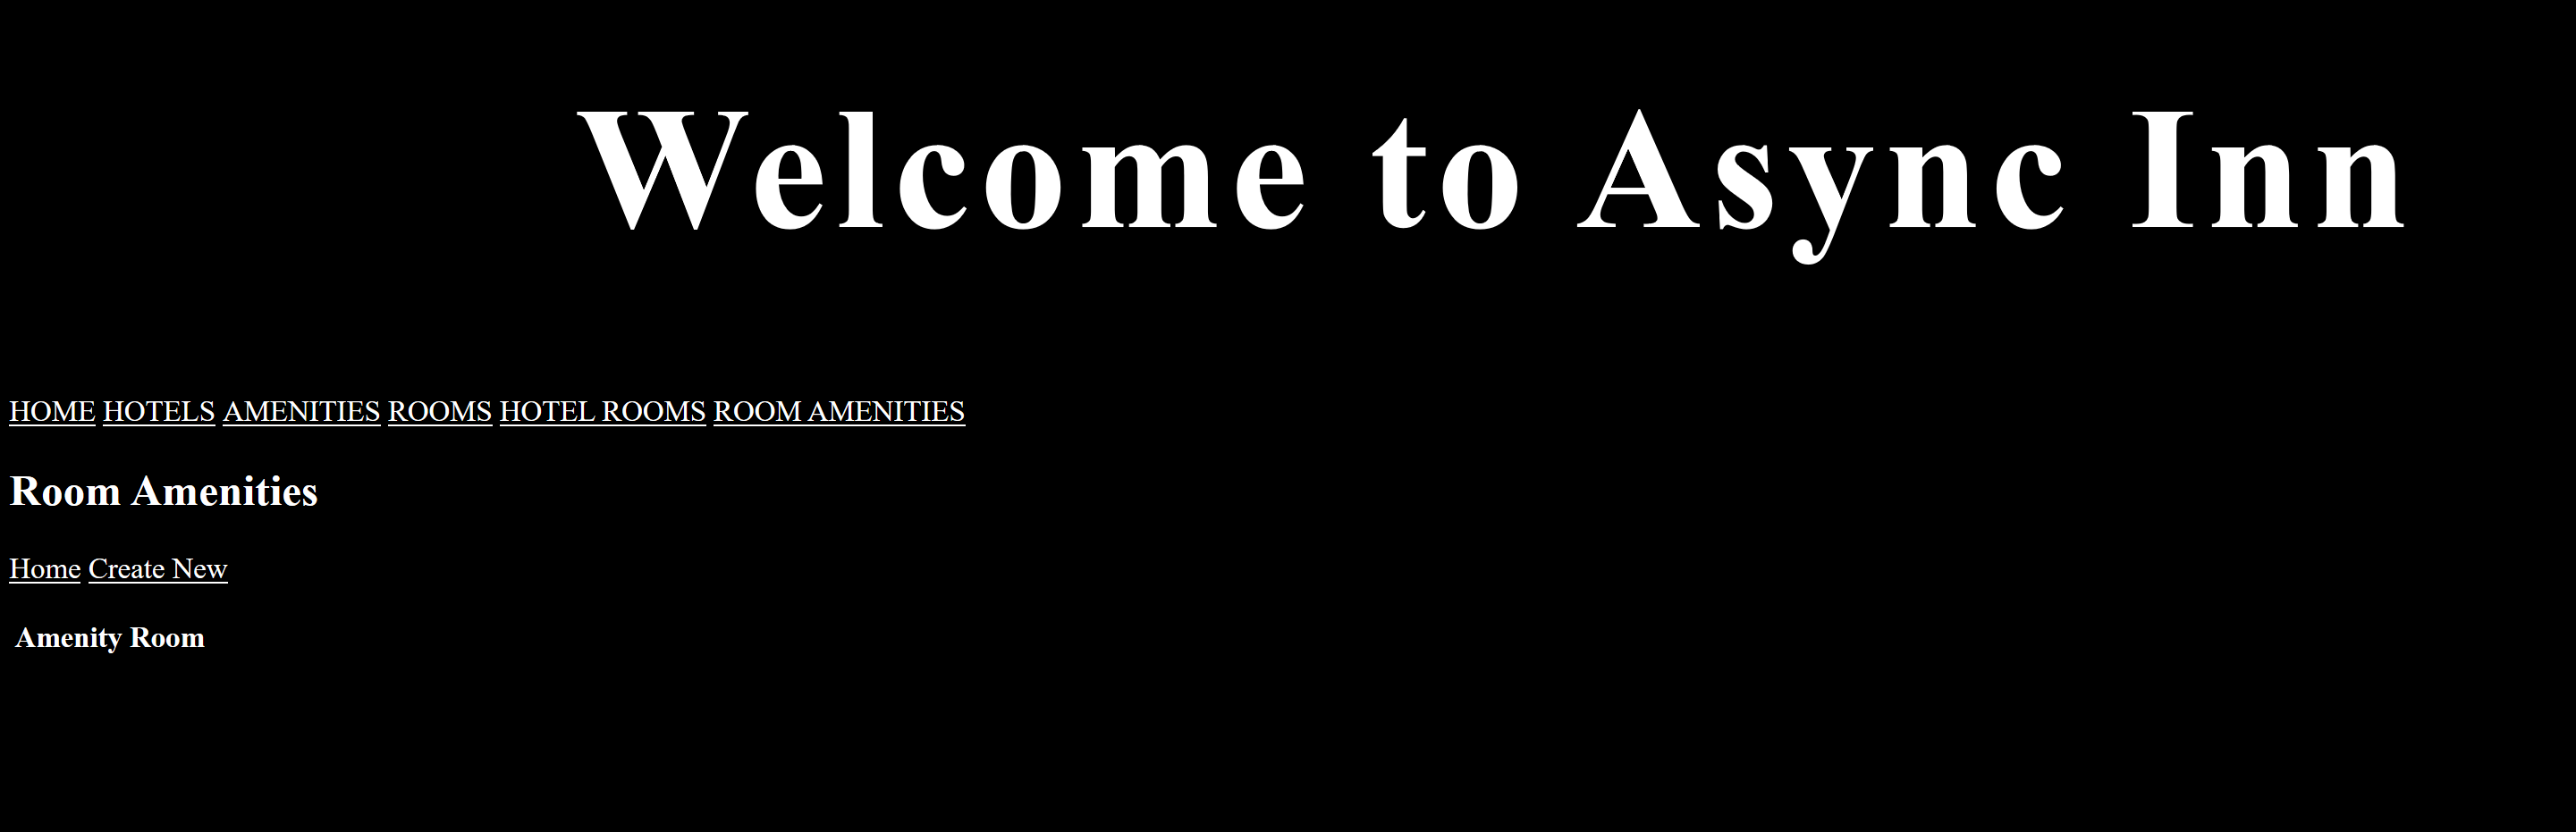 Welcome to Async Inn
HOME HOTELS AMENITIES ROOMS HOTEL ROOMS ROOM AMENITIES
Room Amenities
Home Create New
Amenity Room